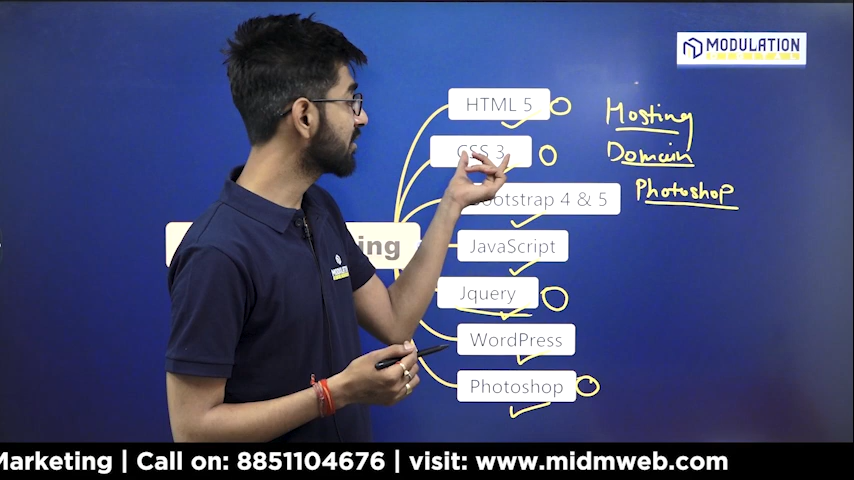 MODULATION
HTML 5
Hosting
CSS 3
Domain
Bootstrap 4 & 5
Photoshop
ing
JavaScript
Jquery
WordPress
Photoshop
Marketing | Call on: 8851104676 | visit: www.midmweb.com